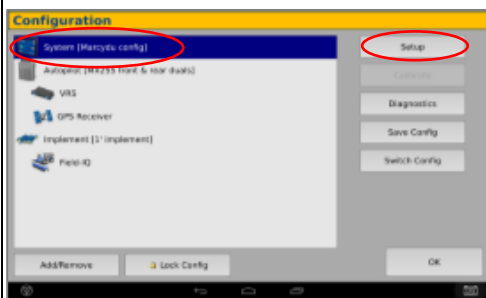 Configuration
System [Marcydu config]
Setup
Autopilot [MX255 front & rear duals]
Calibrate
VRS
Diagnostics
GPS Receiver
Save Config
Implement [1' implement]
Field-IQ
Switch Config
Add/Remove
Lock Config
OK